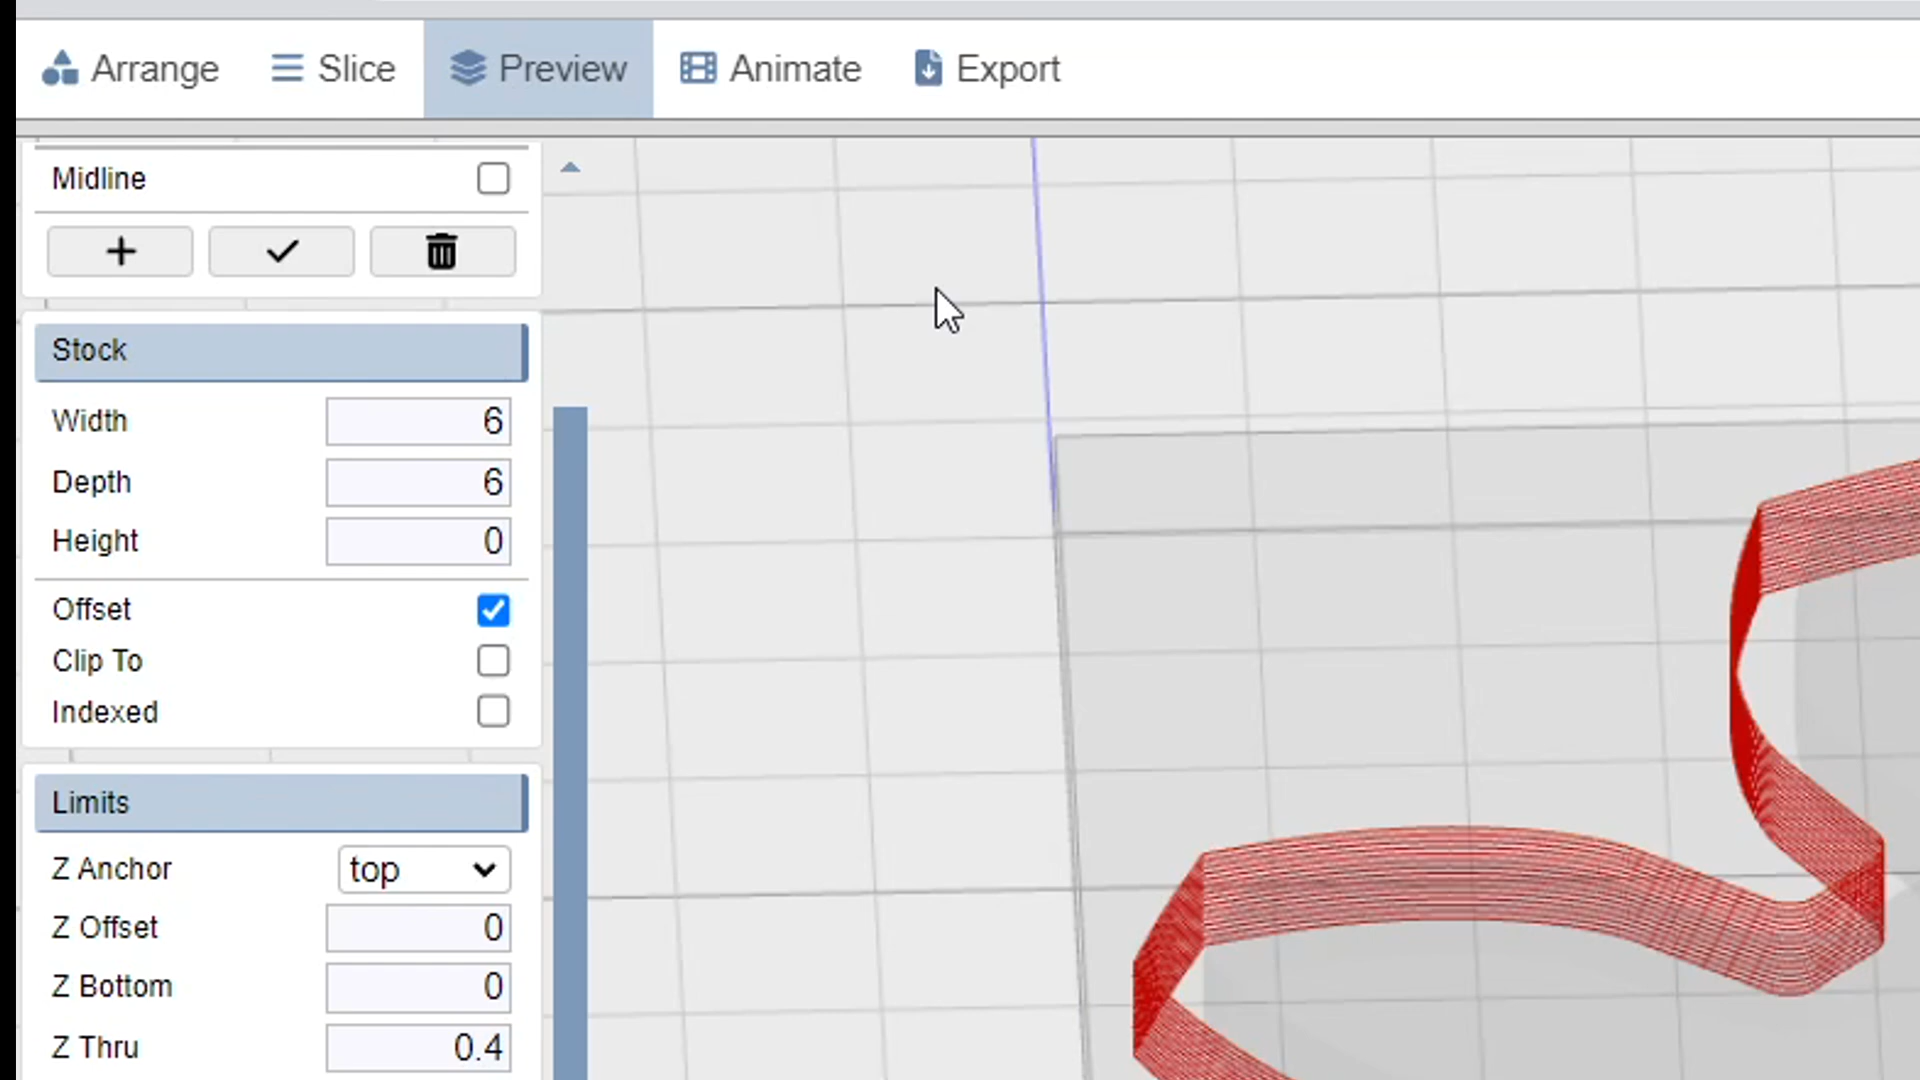 Arrange Slice Preview Animate Export
Midline
Stock
Width 6
Depth 6
Height 0
Offset
Clip To
Indexed
Limits
Z Anchor top
Z Offset 0
Z Bottom 0
Z Thru 0.4